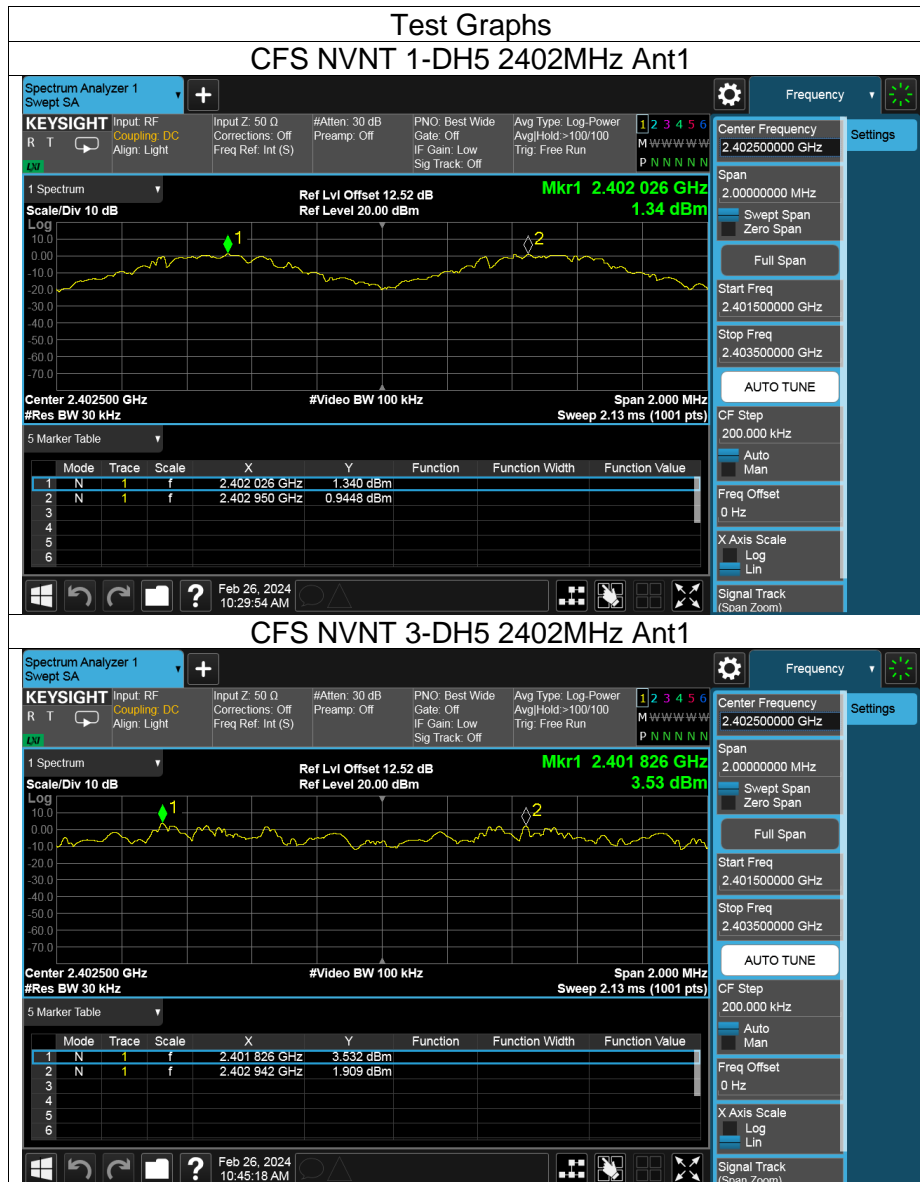 Test Graphs
CFS NVNT 1-DH5 2402MHz Ant1
Spectrum Analyzer 1
Swept SA
+
Frequency
KEYSIGHT Input: RF Input Z: 50 Ω #Atten: 30 dB PNO: Best Wide Avg Type: Log-Power 1 2 3 4 5 6
R T Coupling: DC Corrections: Off Preamp: Off Gate: Off Avg|Hold:>100/100 M W W W W W
Align: Light Freq Ref: Int (S) IF Gain: Low Trig: Free Run
LXI Sig Track: Off P N N N N N
Center Frequency
2.402500000 GHz
Settings
Span
2.00000000 MHz
Swept Span
Zero Span
Full Span
Start Freq
2.401500000 GHz
Stop Freq
2.403500000 GHz
AUTO TUNE
CF Step
200.000 kHz
Auto
Man
Freq Offset
0 Hz
X Axis Scale
Log
Lin
Signal Track
(Span Zoom)
1 Spectrum
Ref Lvl Offset 12.52 dB Mkr1 2.402 026 GHz
Scale/Div 10 dB Ref Level 20.00 dBm 1.34 dBm
Log
10.0
0.00
-10.0
-20.0
-30.0
-40.0
-50.0
-60.0
-70.0
1
2
Center 2.402500 GHz #Video BW 100 kHz Span 2.000 MHz
#Res BW 30 kHz Sweep 2.13 ms (1001 pts)
5 Marker Table
Mode Trace Scale X Y Function Function Width Function Value
1 N 1 f 2.402 026 GHz 1.340 dBm
2 N 1 f 2.402 950 GHz 0.9448 dBm
3
4
5
6
? Feb 26, 2024
10:29:54 AM
CFS NVNT 3-DH5 2402MHz Ant1
Spectrum Analyzer 1
Swept SA
+
Frequency
KEYSIGHT Input: RF Input Z: 50 Ω #Atten: 30 dB PNO: Best Wide Avg Type: Log-Power 1 2 3 4 5 6
R T Coupling: DC Corrections: Off Preamp: Off Gate: Off Avg|Hold:>100/100 M W W W W W
Align: Light Freq Ref: Int (S) IF Gain: Low Trig: Free Run
LXI Sig Track: Off P N N N N N
Center Frequency
2.402500000 GHz
Settings
Span
2.00000000 MHz
Swept Span
Zero Span
Full Span
Start Freq
2.401500000 GHz
Stop Freq
2.403500000 GHz
AUTO TUNE
CF Step
200.000 kHz
Auto
Man
Freq Offset
0 Hz
X Axis Scale
Log
Lin
Signal Track
(Span Zoom)
1 Spectrum
Ref Lvl Offset 12.52 dB Mkr1 2.401 826 GHz
Scale/Div 10 dB Ref Level 20.00 dBm 3.53 dBm
Log
10.0
0.00
-10.0
-20.0
-30.0
-40.0
-50.0
-60.0
-70.0
1
2
Center 2.402500 GHz #Video BW 100 kHz Span 2.000 MHz
#Res BW 30 kHz Sweep 2.13 ms (1001 pts)
5 Marker Table
Mode Trace Scale X Y Function Function Width Function Value
1 N 1 f 2.401 826 GHz 3.532 dBm
2 N 1 f 2.402 942 GHz 1.909 dBm
3
4
5
6
? Feb 26, 2024
10:45:18 AM